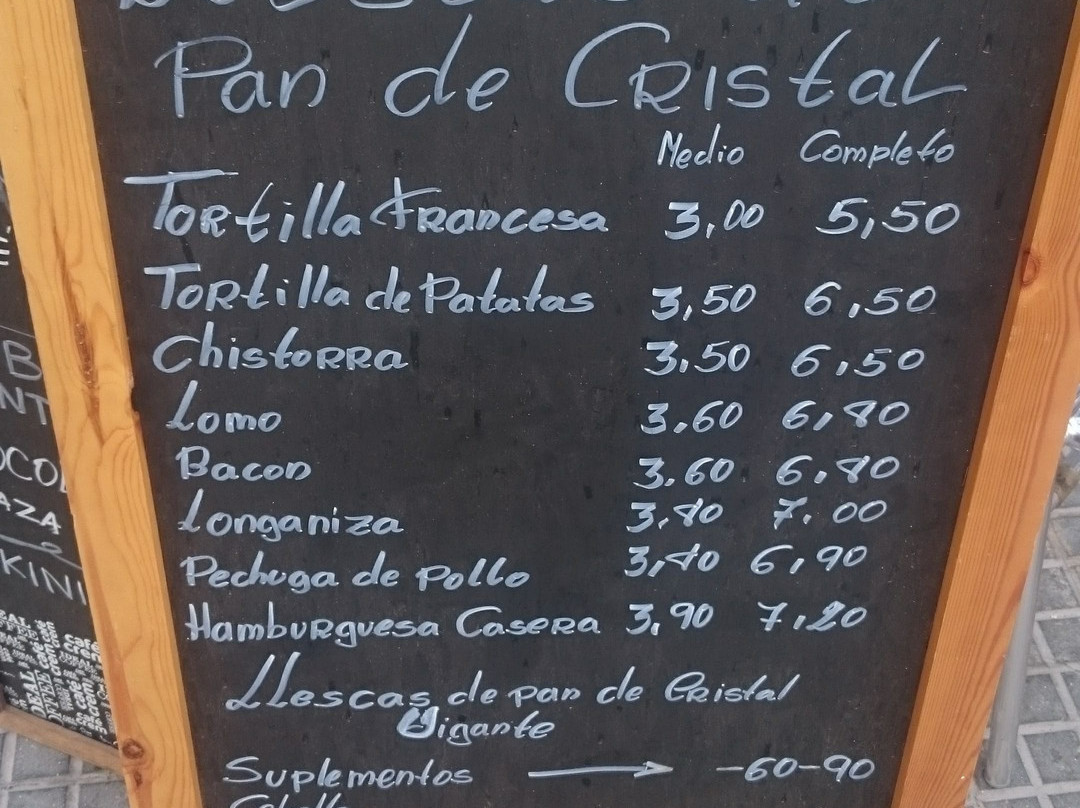 Pan de CRIStaL
Medio Completo
TORtilla fRancesa 3,00 5,50
TORtilla de Patatas 3,50 6,50
ChistoRRa 3,50 6,50
Lomo 3,60 6,80
Bacon 3.60 6.80
Longaniza 3,80 7.00
Pechuga de Pollo 3,80 6,90
HambuRguesa CaseRa 3,90 7,20
LLescas de pan de CRistal
Gigante
Suplementos → -60-90
KINI